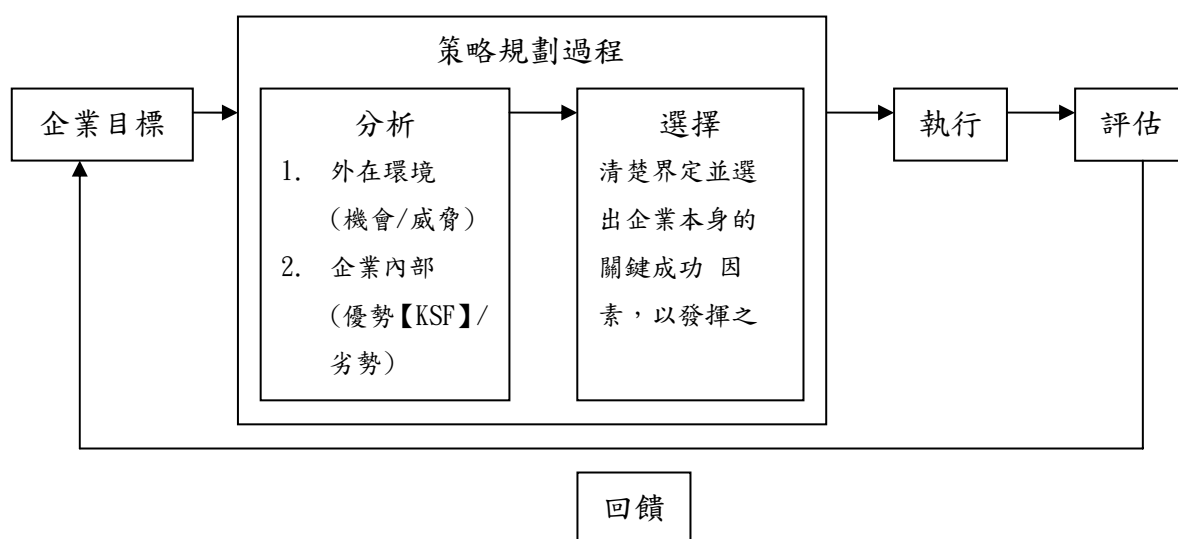 策略規劃過程
企業目標
分析
1. 外在環境
(機會/威脅)
2. 企業內部
(優勢【KSF】/
劣勢)
選擇
清楚界定並選
出企業本身的
關鍵成功 因
素，以發揮之
執行
評估
回饋